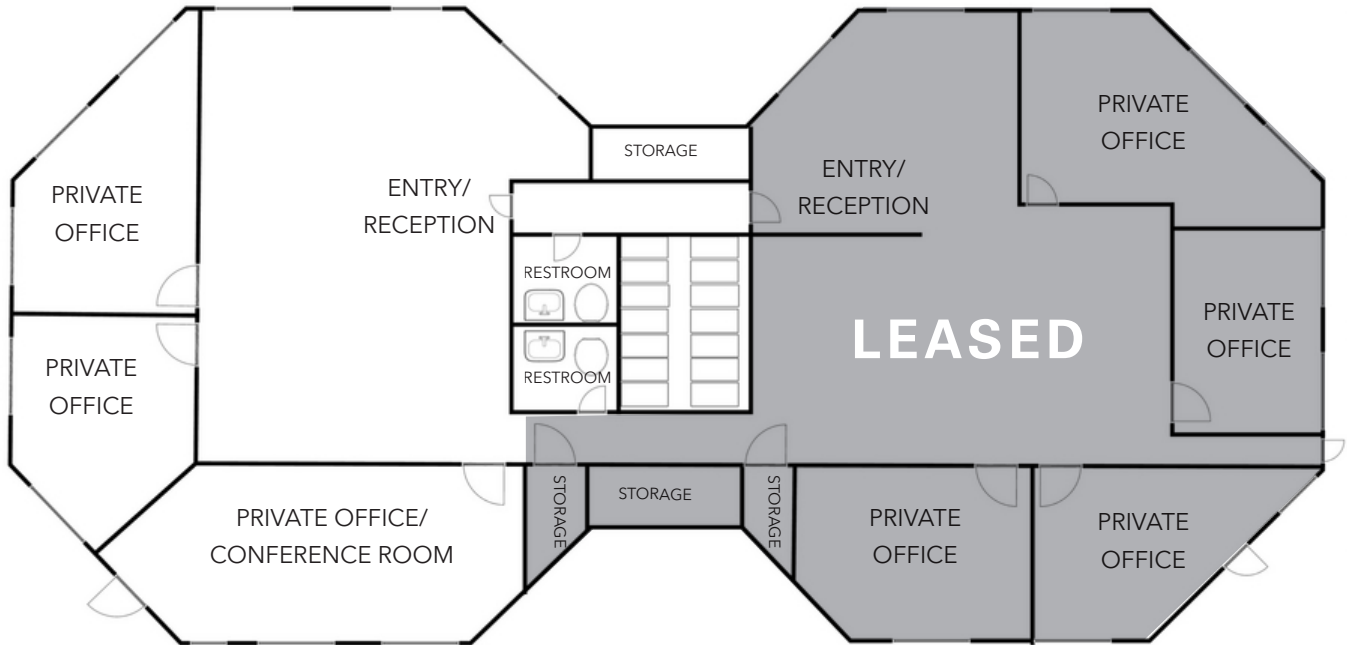 PRIVATE
OFFICE
ENTRY/
RECEPTION
STORAGE
ENTRY/
RECEPTION
PRIVATE
OFFICE
RESTROOM
RESTROOM
LEASED
PRIVATE
OFFICE
PRIVATE
OFFICE
PRIVATE OFFICE/
CONFERENCE ROOM
STORAGE
STORAGE
STORAGE
PRIVATE
OFFICE
PRIVATE
OFFICE